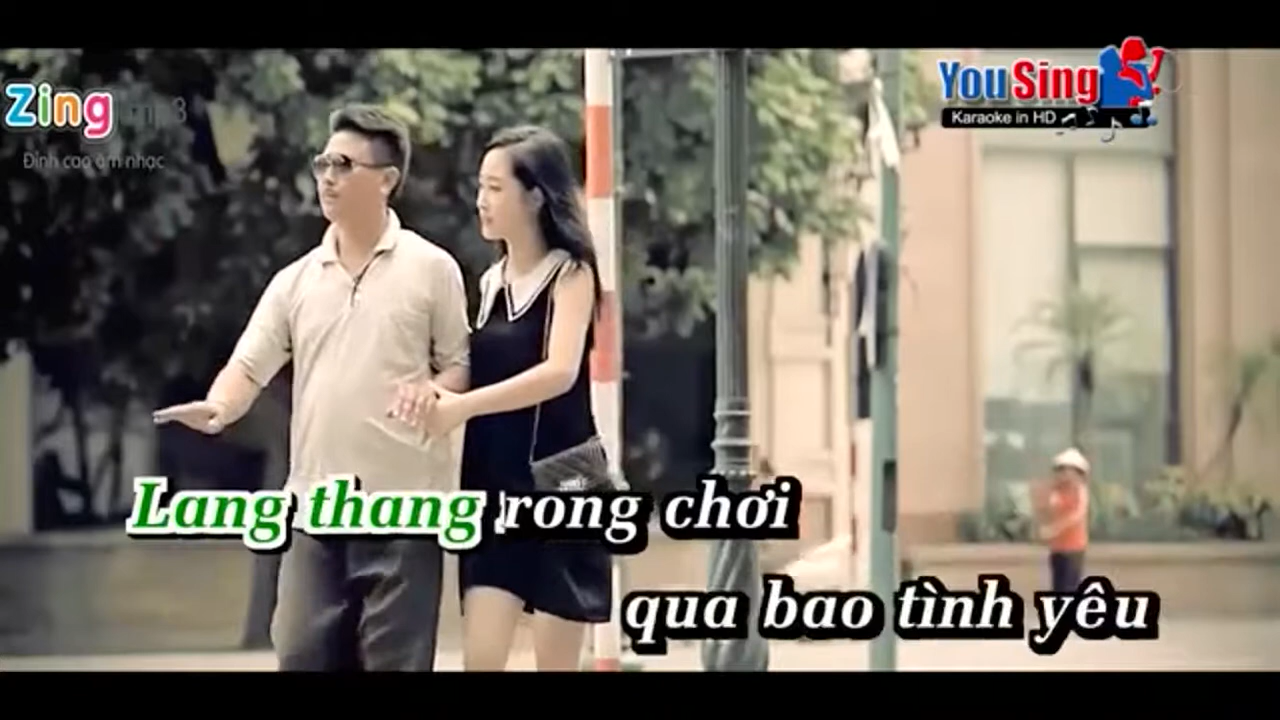 Zing mp3
Đỉnh cao âm nhạc
YouSing
Karaoke in HD
Lang thang rong chơi
qua bao tình yêu